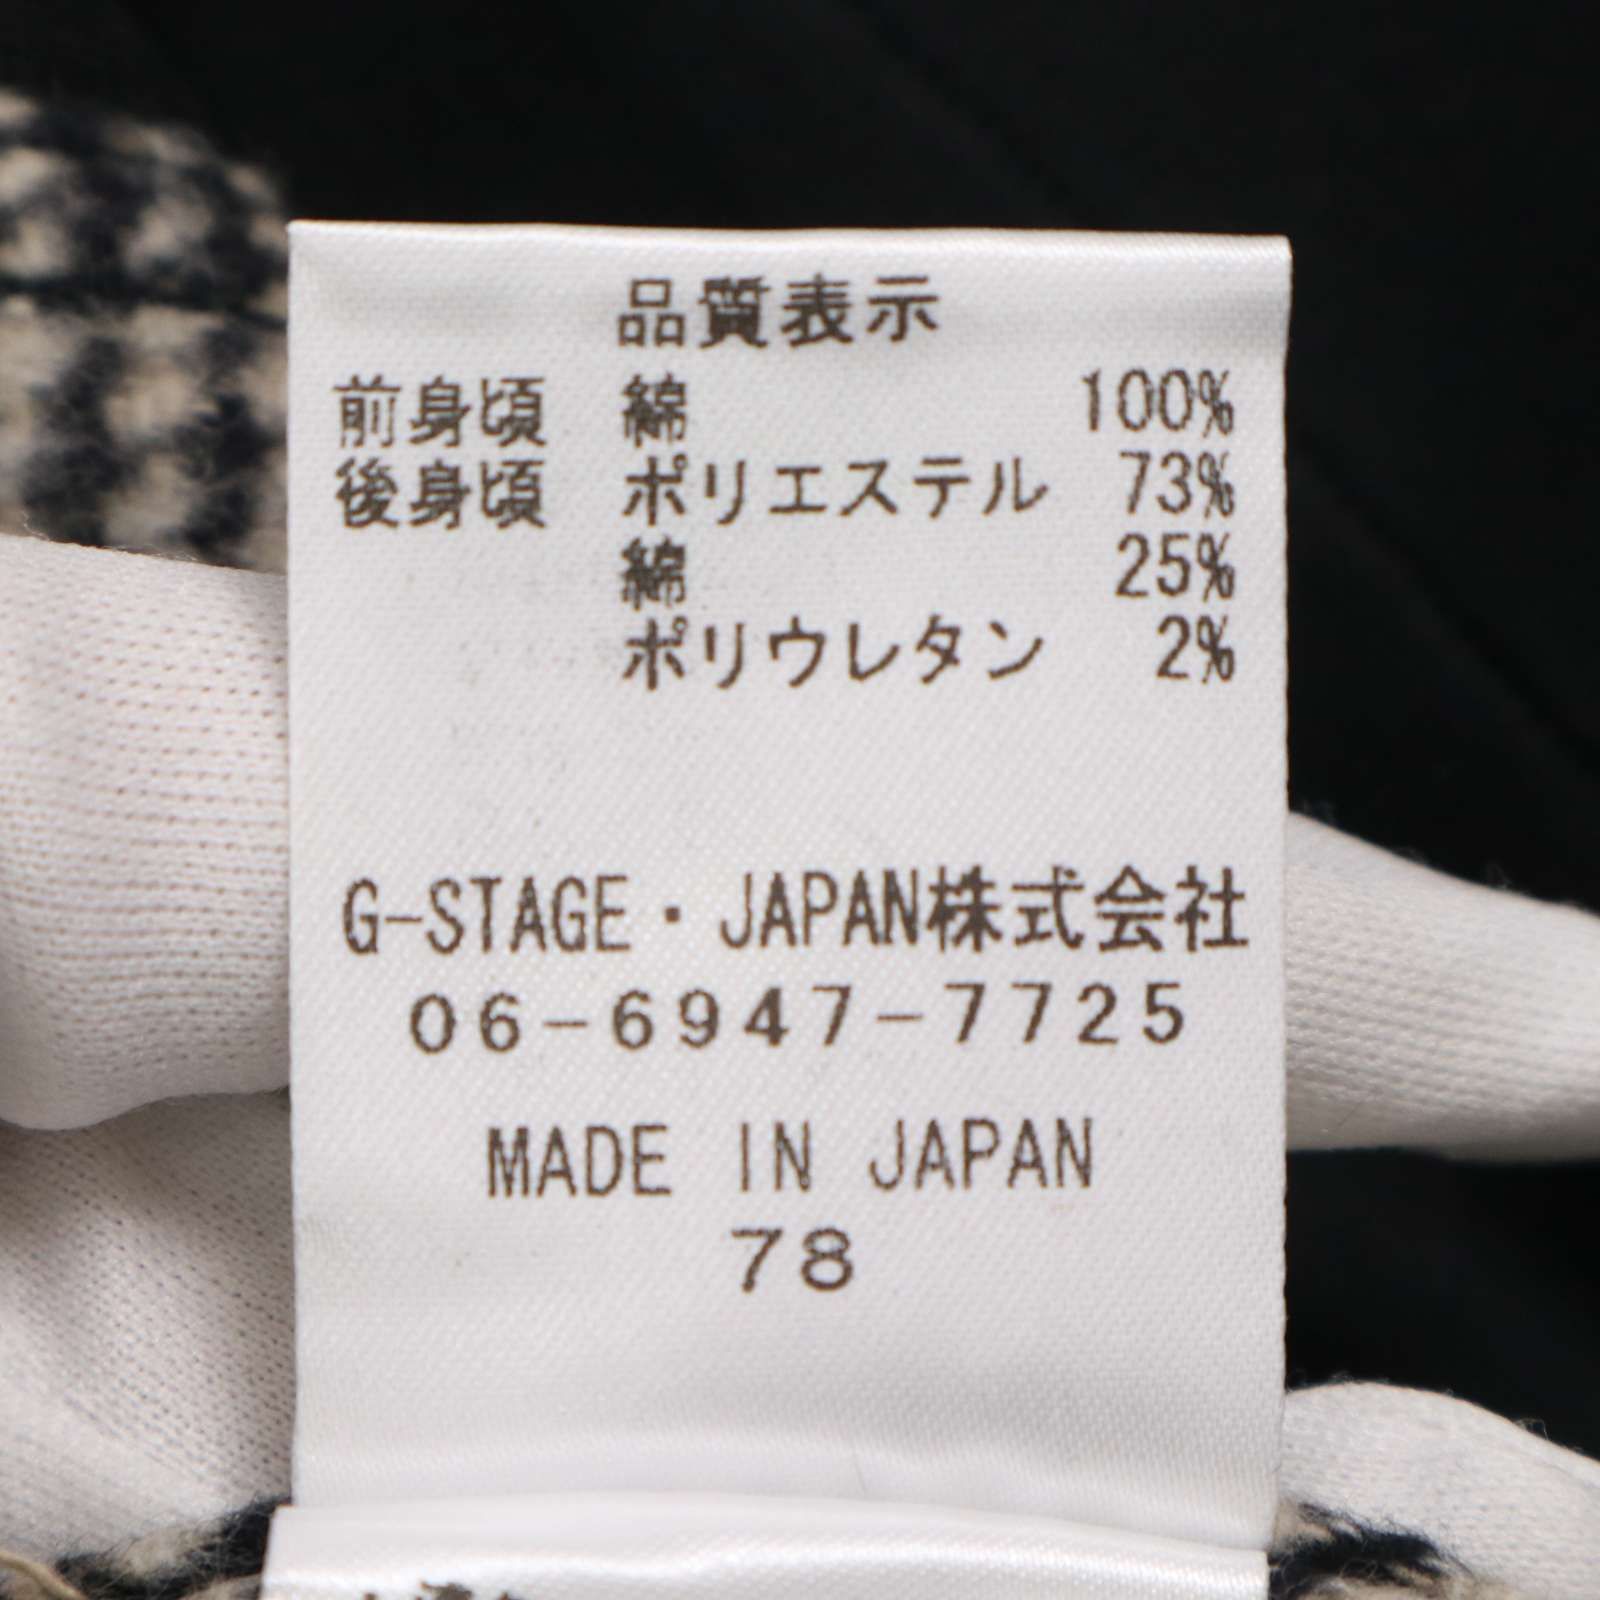 品質表示
前身頃 綿 100%
後身頃 ポリエステル 73%
綿 25%
ポリウレタン 2%
G-STAGE・JAPAN株式会社
06-6947-7725
MADE IN JAPAN
78